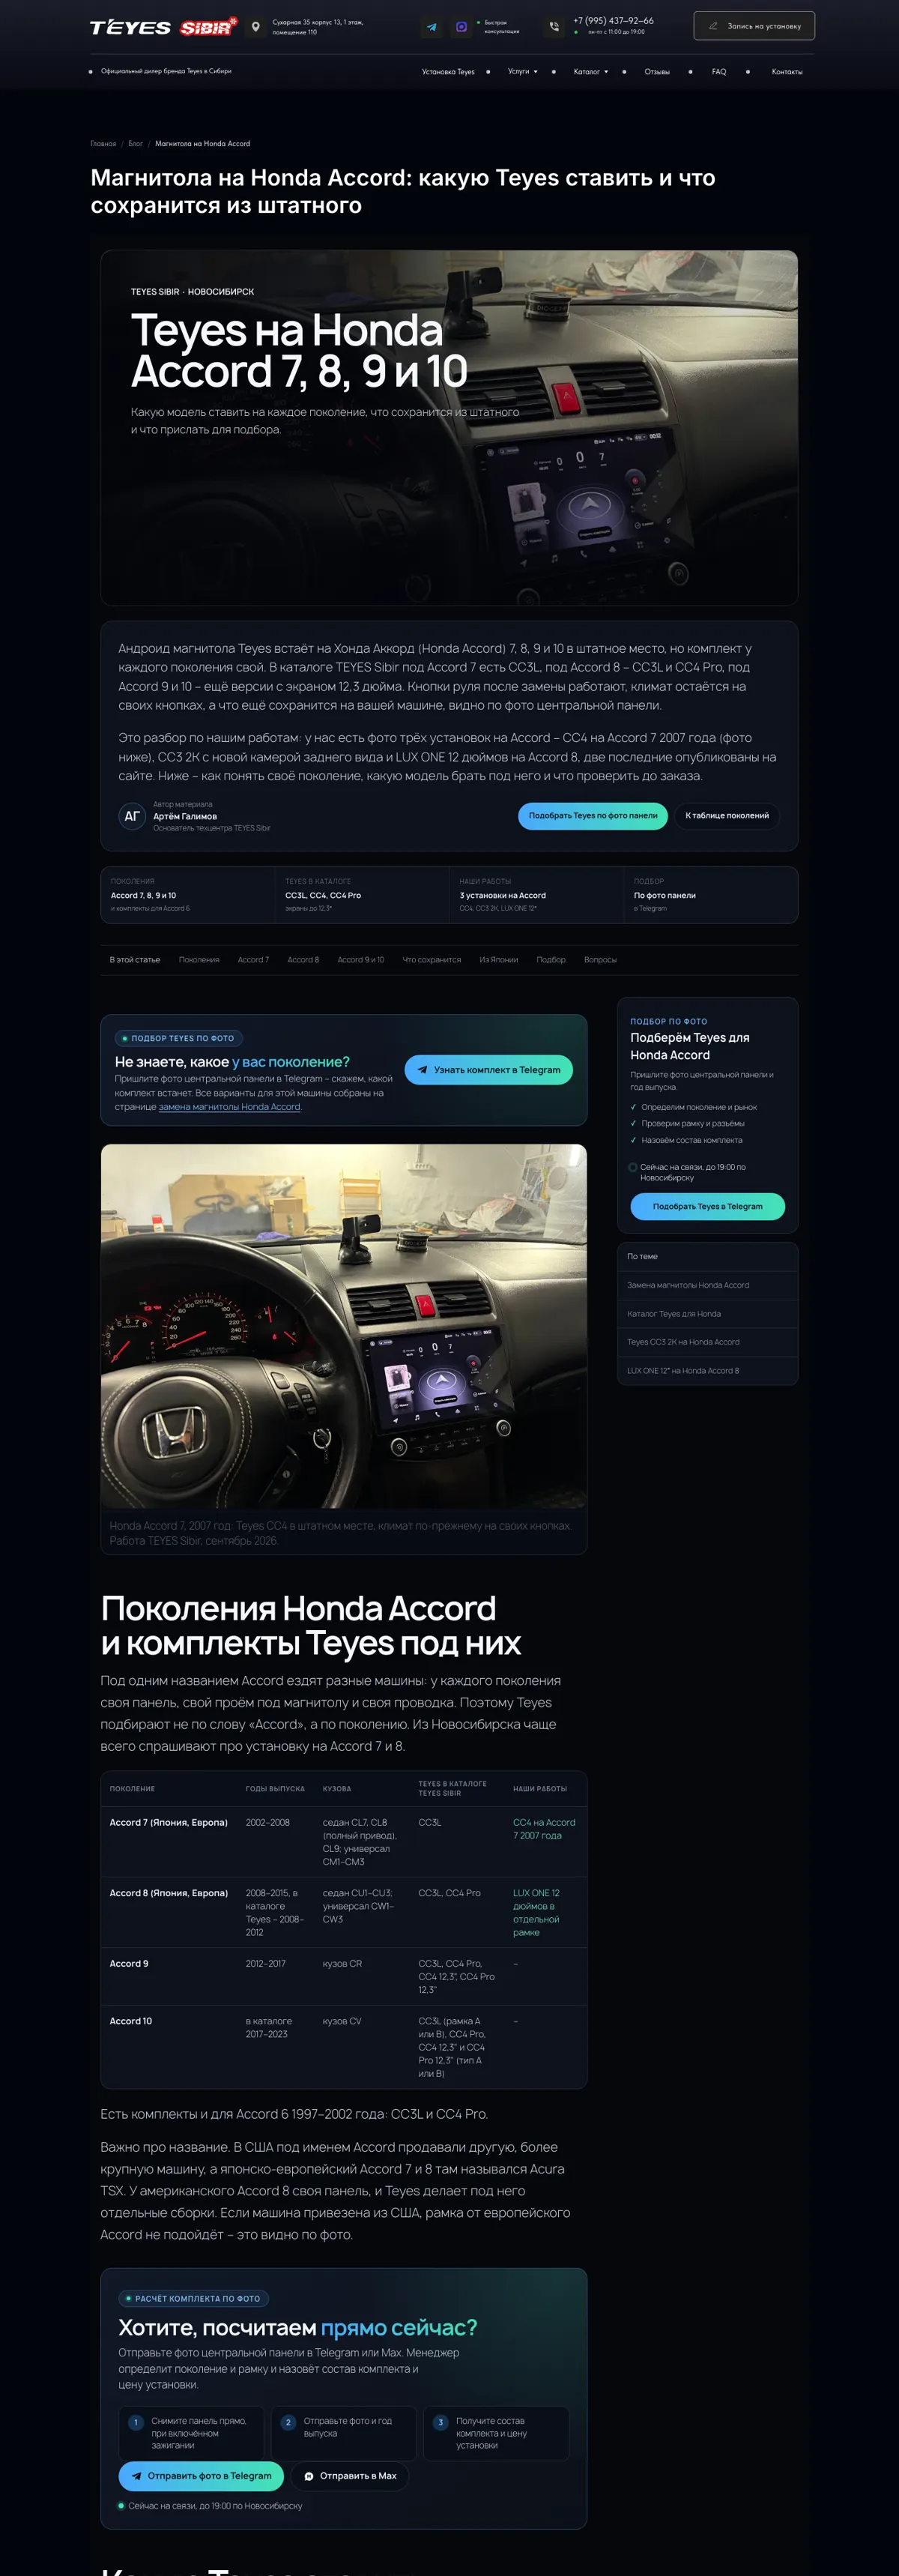 TEYES SIBIR
Сухарная 35 корпус 13, 1 этаж,
помещение 110
Быстрая
консультация
+7 (995) 437-92-66
пн-пт с 11:00 до 19:00
Запись на установку
Официальный дилер бренда Teyes в Сибири
Установка Teyes
Услуги
Каталог
Отзывы
FAQ
Контакты
Главная / Блог / Магнитола на Honda Accord
Магнитола на Honda Accord: какую Teyes ставить и что
сохранится из штатного
TEYES SIBIR · НОВОСИБИРСК
Teyes на Honda
Accord 7, 8, 9 и 10
Какую модель ставить на каждое поколение, что сохранится из штатного
и что прислать для подбора.
Андроид магнитола Teyes встаёт на Хонда Аккорд (Honda Accord) 7, 8, 9 и 10 в штатное место, но комплект у
каждого поколения свой. В каталоге TEYES Sibir под Accord 7 есть CC3L, под Accord 8 – CC3L и CC4 Pro, под
Accord 9 и 10 – ещё версии с экраном 12,3 дюйма. Кнопки руля после замены работают, климат остаётся на
своих кнопках, а что ещё сохранится на вашей машине, видно по фото центральной панели.
Это разбор по нашим работам: у нас есть фото трёх установок на Accord – CC4 на Accord 7 2007 года (фото
ниже), CC3 2K с новой камерой заднего вида и LUX ONE 12 дюймов на Accord 8, две последние опубликованы на
сайте. Ниже – как понять своё поколение, какую модель брать под него и что проверить до заказа.
АГ
Автор материала
Артём Галимов
Основатель техцентра TEYES Sibir
Подобрать Teyes по фото панели
К таблице поколений
ПОКОЛЕНИЯ
Accord 7, 8, 9 и 10
и комплекты для Accord 6
TEYES В КАТАЛОГЕ
CC3L, CC4, CC4 Pro
экраны до 12,3"
НАШИ РАБОТЫ
3 установки на Accord
CC4, CC3 2K, LUX ONE 12"
ПОДБОР
По фото панели
в Telegram
В этой статье
Поколения
Accord 7
Accord 8
Accord 9 и 10
Что сохранится
Из Японии
Подбор
Вопросы
ПОДБОР TEYES ПО ФОТО
Не знаете, какое у вас поколение?
Пришлите фото центральной панели в Telegram – скажем, какой
комплект встанет. Все варианты для этой машины собраны на
странице замена магнитолы Honda Accord.
Узнать комплект в Telegram
ПОДБОР ПО ФОТО
Подберём Teyes для
Honda Accord
Пришлите фото центральной панели и
год выпуска.
✓ Определим поколение и рынок
✓ Проверим рамку и разъёмы
✓ Назовём состав комплекта
Сейчас на связи, до 19:00 по
Новосибирску
Подобрать Teyes в Telegram
По теме
Замена магнитолы Honda Accord
Каталог Teyes для Honda
Teyes CC3 2K на Honda Accord
LUX ONE 12" на Honda Accord 8
Honda Accord 7, 2007 год: Teyes CC4 в штатном месте, климат по-прежнему на своих кнопках.
Работа TEYES Sibir, сентябрь 2026.
Поколения Honda Accord
и комплекты Teyes под них
Под одним названием Accord ездят разные машины: у каждого поколения
своя панель, свой проём под магнитолу и своя проводка. Поэтому Teyes
подбирают не по слову «Accord», а по поколению. Из Новосибирска чаще
всего спрашивают про установку на Accord 7 и 8.
ПОКОЛЕНИЕ
ГОДЫ ВЫПУСКА
КУЗОВА
TEYES В КАТАЛОГЕ
TEYES SIBIR
НАШИ РАБОТЫ
Accord 7 (Япония, Европа)
2002–2008
седан CL7, CL8
(полный привод),
CL9; универсал
CM1–CM3
CC3L
CC4 на Accord
7 2007 года
Accord 8 (Япония, Европа)
2008–2015, в
каталоге
Teyes – 2008–
2012
седан CU1–CU3;
универсал CW1–
CW3
CC3L, CC4 Pro
LUX ONE 12
дюймов в
отдельной
рамке
Accord 9
2012–2017
кузов CR
CC3L, CC4 Pro,
CC4 12,3", CC4 Pro
12,3"
–
Accord 10
в каталоге
2017–2023
кузов CV
CC3L (рамка A
или B), CC4 Pro,
CC4 12,3" и CC4
Pro 12,3" (тип A
или B)
–
Есть комплекты и для Accord 6 1997–2002 года: CC3L и CC4 Pro.
Важно про название. В США под именем Accord продавали другую, более
крупную машину, а японско-европейский Accord 7 и 8 там назывался Acura
TSX. У американского Accord 8 своя панель, и Teyes делает под него
отдельные сборки. Если машина привезена из США, рамка от европейского
Accord не подойдёт – это видно по фото.
РАСЧЁТ КОМПЛЕКТА ПО ФОТО
Хотите, посчитаем прямо сейчас?
Отправьте фото центральной панели в Telegram или Max. Менеджер
определит поколение и рамку и назовёт состав комплекта и
цену установки.
1
Снимите панель прямо,
при включённом
зажигании
2
Отправьте фото и год
выпуска
3
Получите состав
комплекта и цену
установки
Отправить фото в Telegram
Отправить в Max
Сейчас на связи, до 19:00 по Новосибирску